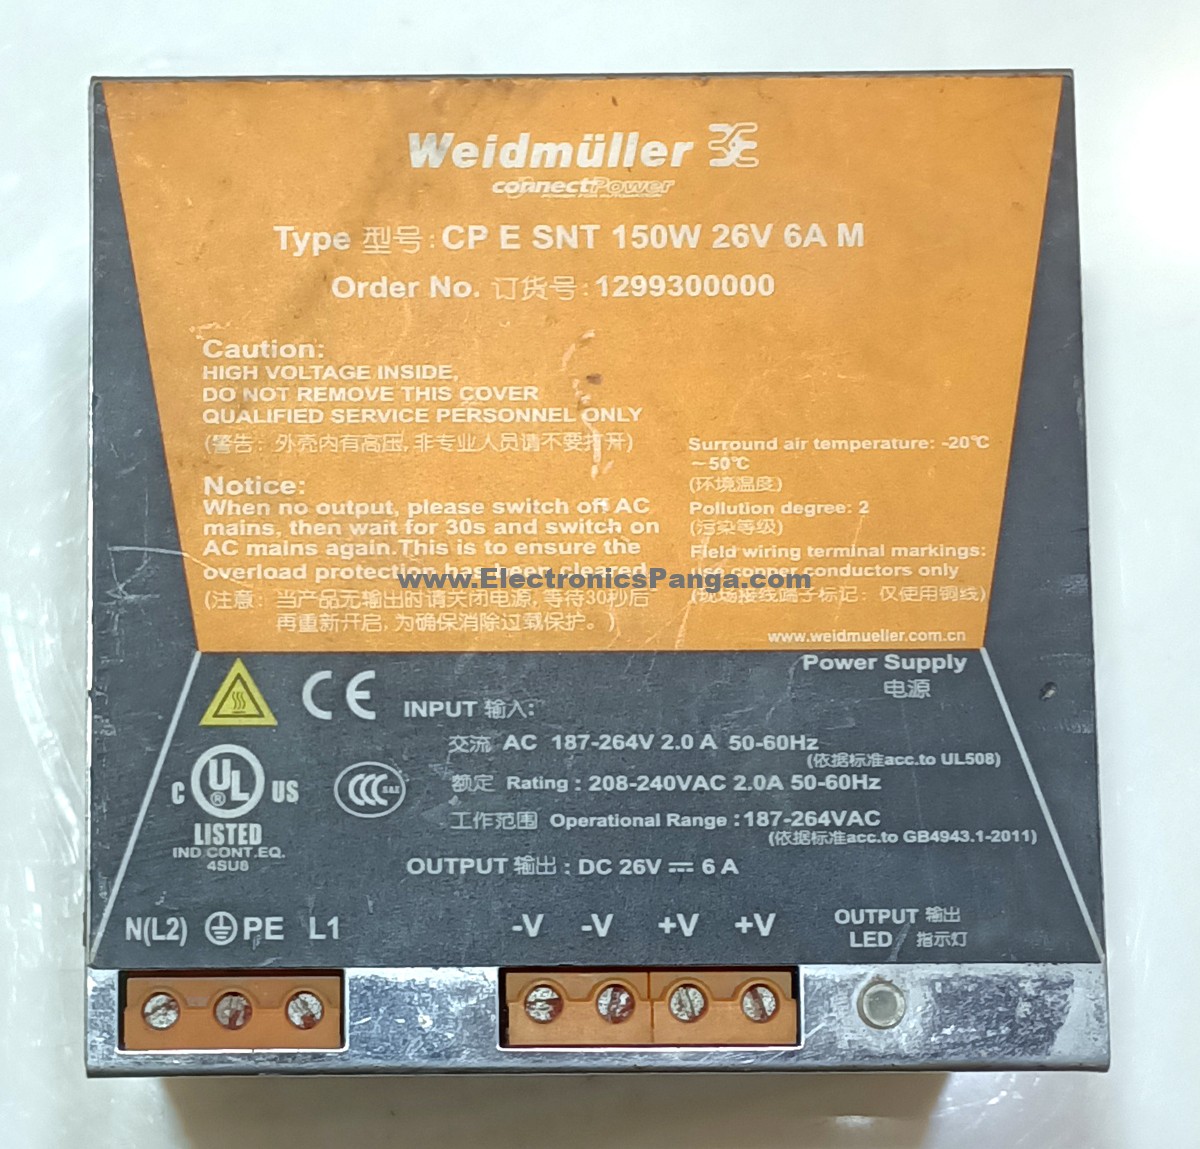 Weidmüller
connectPower
Type 型号: CP E SNT 150W 26V 6A M
Order No. 订货号: 1299300000
Caution:
HIGH VOLTAGE INSIDE,
DO NOT REMOVE THIS COVER
QUALIFIED SERVICE PERSONNEL ONLY
(警告: 外壳内有高压, 非专业人员请不要打开)
Notice:
When no output, please switch off AC
mains, then wait for 30s and switch on
AC mains again.This is to ensure the
overload protection has been cleared
(注意: 当产品无输出时请关闭电源, 等待30秒后
再重新开启, 为确保消除过载保护。)
Surround air temperature: -20℃
~50℃
(环境温度)
Pollution degree: 2
(污染等级)
Field wiring terminal markings:
use copper conductors only
(现场接线端子标记: 仅使用铜线)
www.ElectronicsPanga.com
www.weidmueller.com.cn
Power Supply
电源
CE
INPUT 输入:
交流 AC 187-264V 2.0 A 50-60Hz
(依据标准acc.to UL508)
额定 Rating : 208-240VAC 2.0A 50-60Hz
工作范围 Operational Range : 187-264VAC
(依据标准acc.to GB4943.1-2011)
OUTPUT 输出: DC 26V ⎓ 6 A
C UL ® US
LISTED
IND.CONT.EQ.
4SU8
CCC S&E
N(L2) PE L1
-V -V +V +V
OUTPUT 输出
LED 指示灯